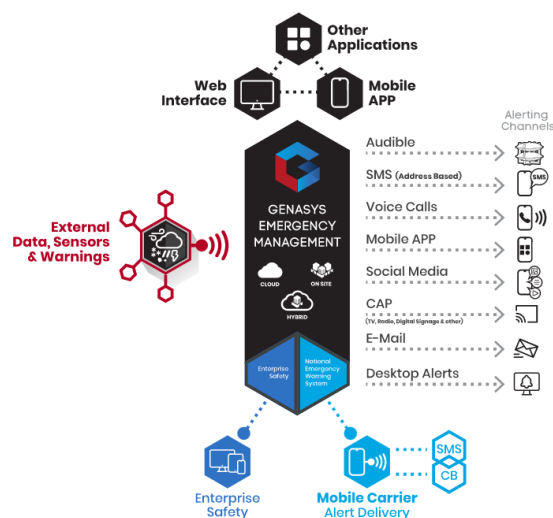 Other
Applications
Web
Interface
Mobile
APP
Alerting
Channels
GENASYS
EMERGENCY
MANAGEMENT
CLOUD
ON SITE
HYBRID
Enterprise
Safety
National
Emergency
Warning
System
External
Data, Sensors
& Warnings
Audible
SMS (Address Based)
SMS
Voice Calls
Mobile APP
Social Media
CAP
(TV, Radio, Digital Signage & other)
E-Mail
Desktop Alerts
Enterprise
Safety
Mobile Carrier
Alert Delivery
SMS
CB